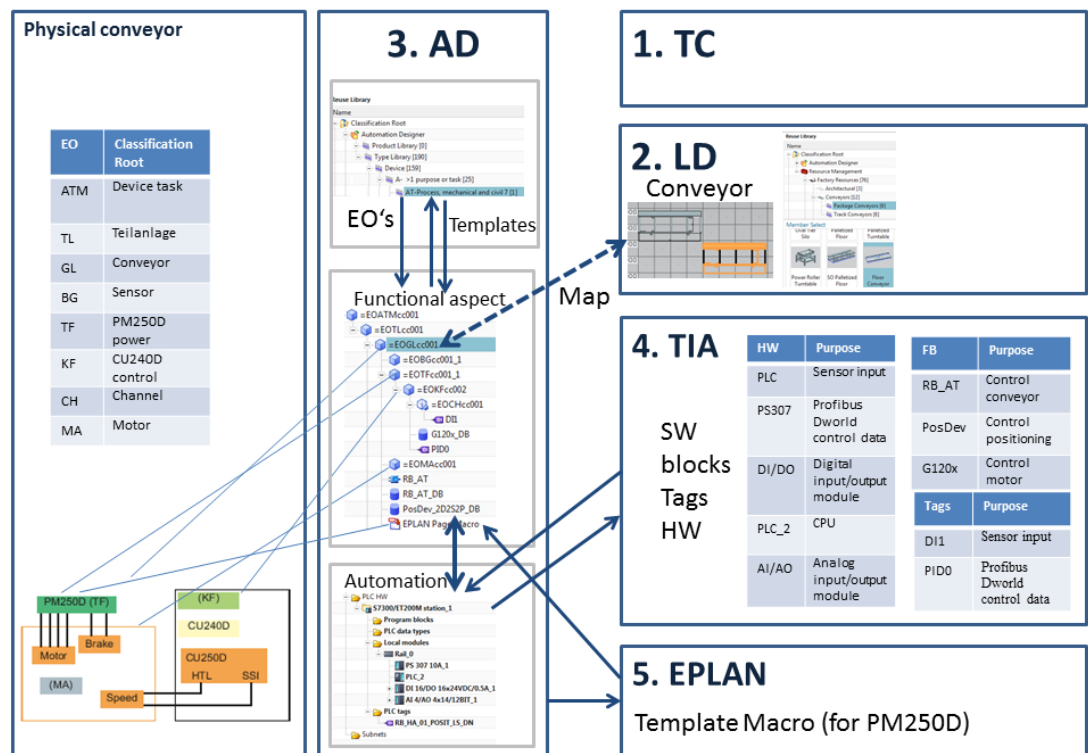 Physical conveyor
EO Classification Root
ATM Device task
TL Teilanlage
GL Conveyor
BG Sensor
TF PM250D power
KF CU240D control
CH Channel
MA Motor
PM250D (TF)
Motor
Brake
(MA)
Speed
(KF)
CU240D
CU250D
HTL SSI
3. AD
Reuse Library
Name
Classification Root
Automation Designer
Product Library [0]
Type Library [190]
Device [159]
A- >1 purpose or task [25]
AT-Process, mechanical and civil 7 [1]
EO's
Templates
Functional aspect
=EOATMcc001
=EOTLcc001
=EOGLcc001
=EOBGcc001_1
=EOTFcc001_1
=EOKFcc002
=EOCHcc001
DI1
G120x_DB
PID0
=EOMAcc001
RB_AT
RB_AT_DB
PosDev_2D2S2P_DB
EPLAN Page Macro
Automation
PLC HW
S7300/ET200M station_1
Program blocks
PLC data types
Local modules
Rail_0
PS 307 10A_1
PLC_2
DI 16/DO 16x24VDC/0.5A_1
AI 4/AO 4x14/12BIT_1
PLC tags
RB_HA_01_POSIT_LS_DN
Subnets
Map
1. TC
2. LD
Conveyor
Reuse Library
Name
Classification Root
Automation Designer
Resource Management
Factory Resources [76]
Architectural [3]
Conveyors [12]
Package Conveyors [9]
Track Conveyors [6]
Member Select
Silo
Palletized
Floor
Palletized
Turntable
Power Roller
Turntable
SO Palletized
Floor
Floor
Conveyor
4. TIA
SW
blocks
Tags
HW
HW Purpose
PLC Sensor input
PS307 Profibus Dworld control data
DI/DO Digital input/output module
PLC_2 CPU
AI/AO Analog input/output module
FB Purpose
RB_AT Control conveyor
PosDev Control positioning
G120x Control motor
Tags Purpose
DI1 Sensor input
PID0 Profibus Dworld control data
5. EPLAN
Template Macro (for PM250D)